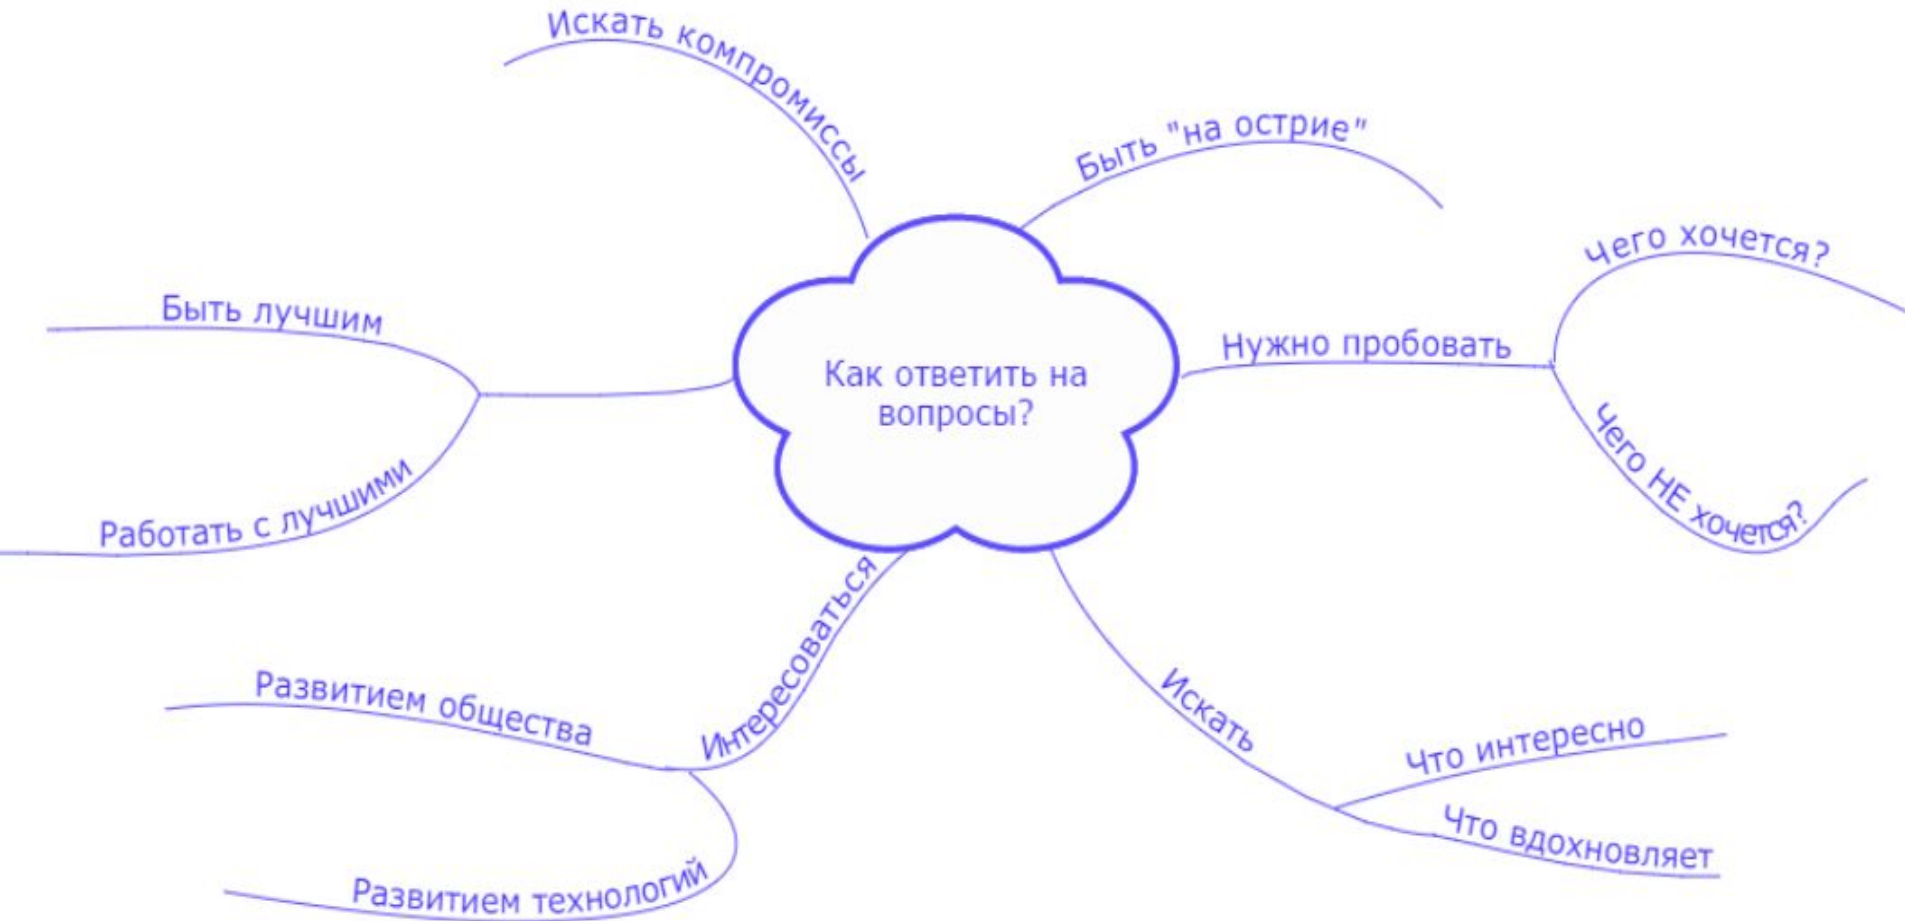 Искать компромиссы
Быть "на острие"
Чего хочется?
Быть лучшим
Нужно пробовать
Как ответить на
вопросы?
Чего НЕ хочется?
Работать с лучшими
Интересоваться
Развитием общества
Искать
Что интересно
Что вдохновляет
Развитием технологий